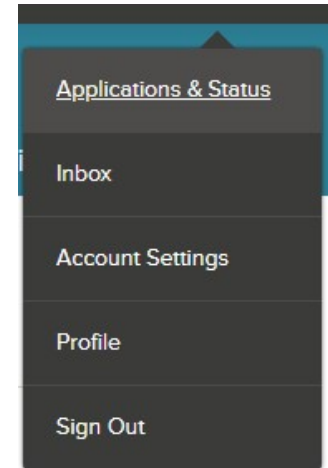 Applications & Status
Inbox
Account Settings
Profile
Sign Out